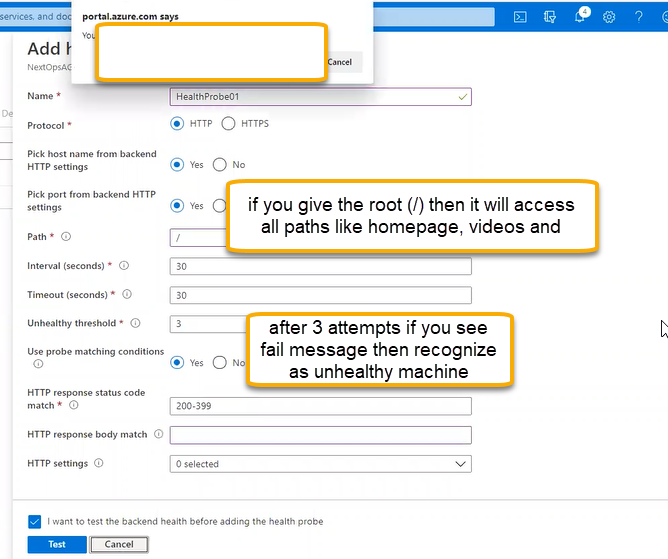 portal.azure.com says
services, and doc
4
You
Cancel
Add h
NextOpsAG
De
Name *
HealthProbe01
Protocol *
HTTP
HTTPS
Pick host name from backend
HTTP settings
Yes
No
Pick port from backend HTTP
settings
Yes
if you give the root (/) then it will access
all paths like homepage, videos and
Path *
/
Interval (seconds) *
30
Timeout (seconds) *
30
Unhealthy threshold *
3
after 3 attempts if you see
fail message then recognize
as unhealthy machine
Use probe matching conditions
Yes
No
HTTP response status code
match *
200-399
HTTP response body match
HTTP settings
0 selected
I want to test the backend health before adding the health probe
Test
Cancel